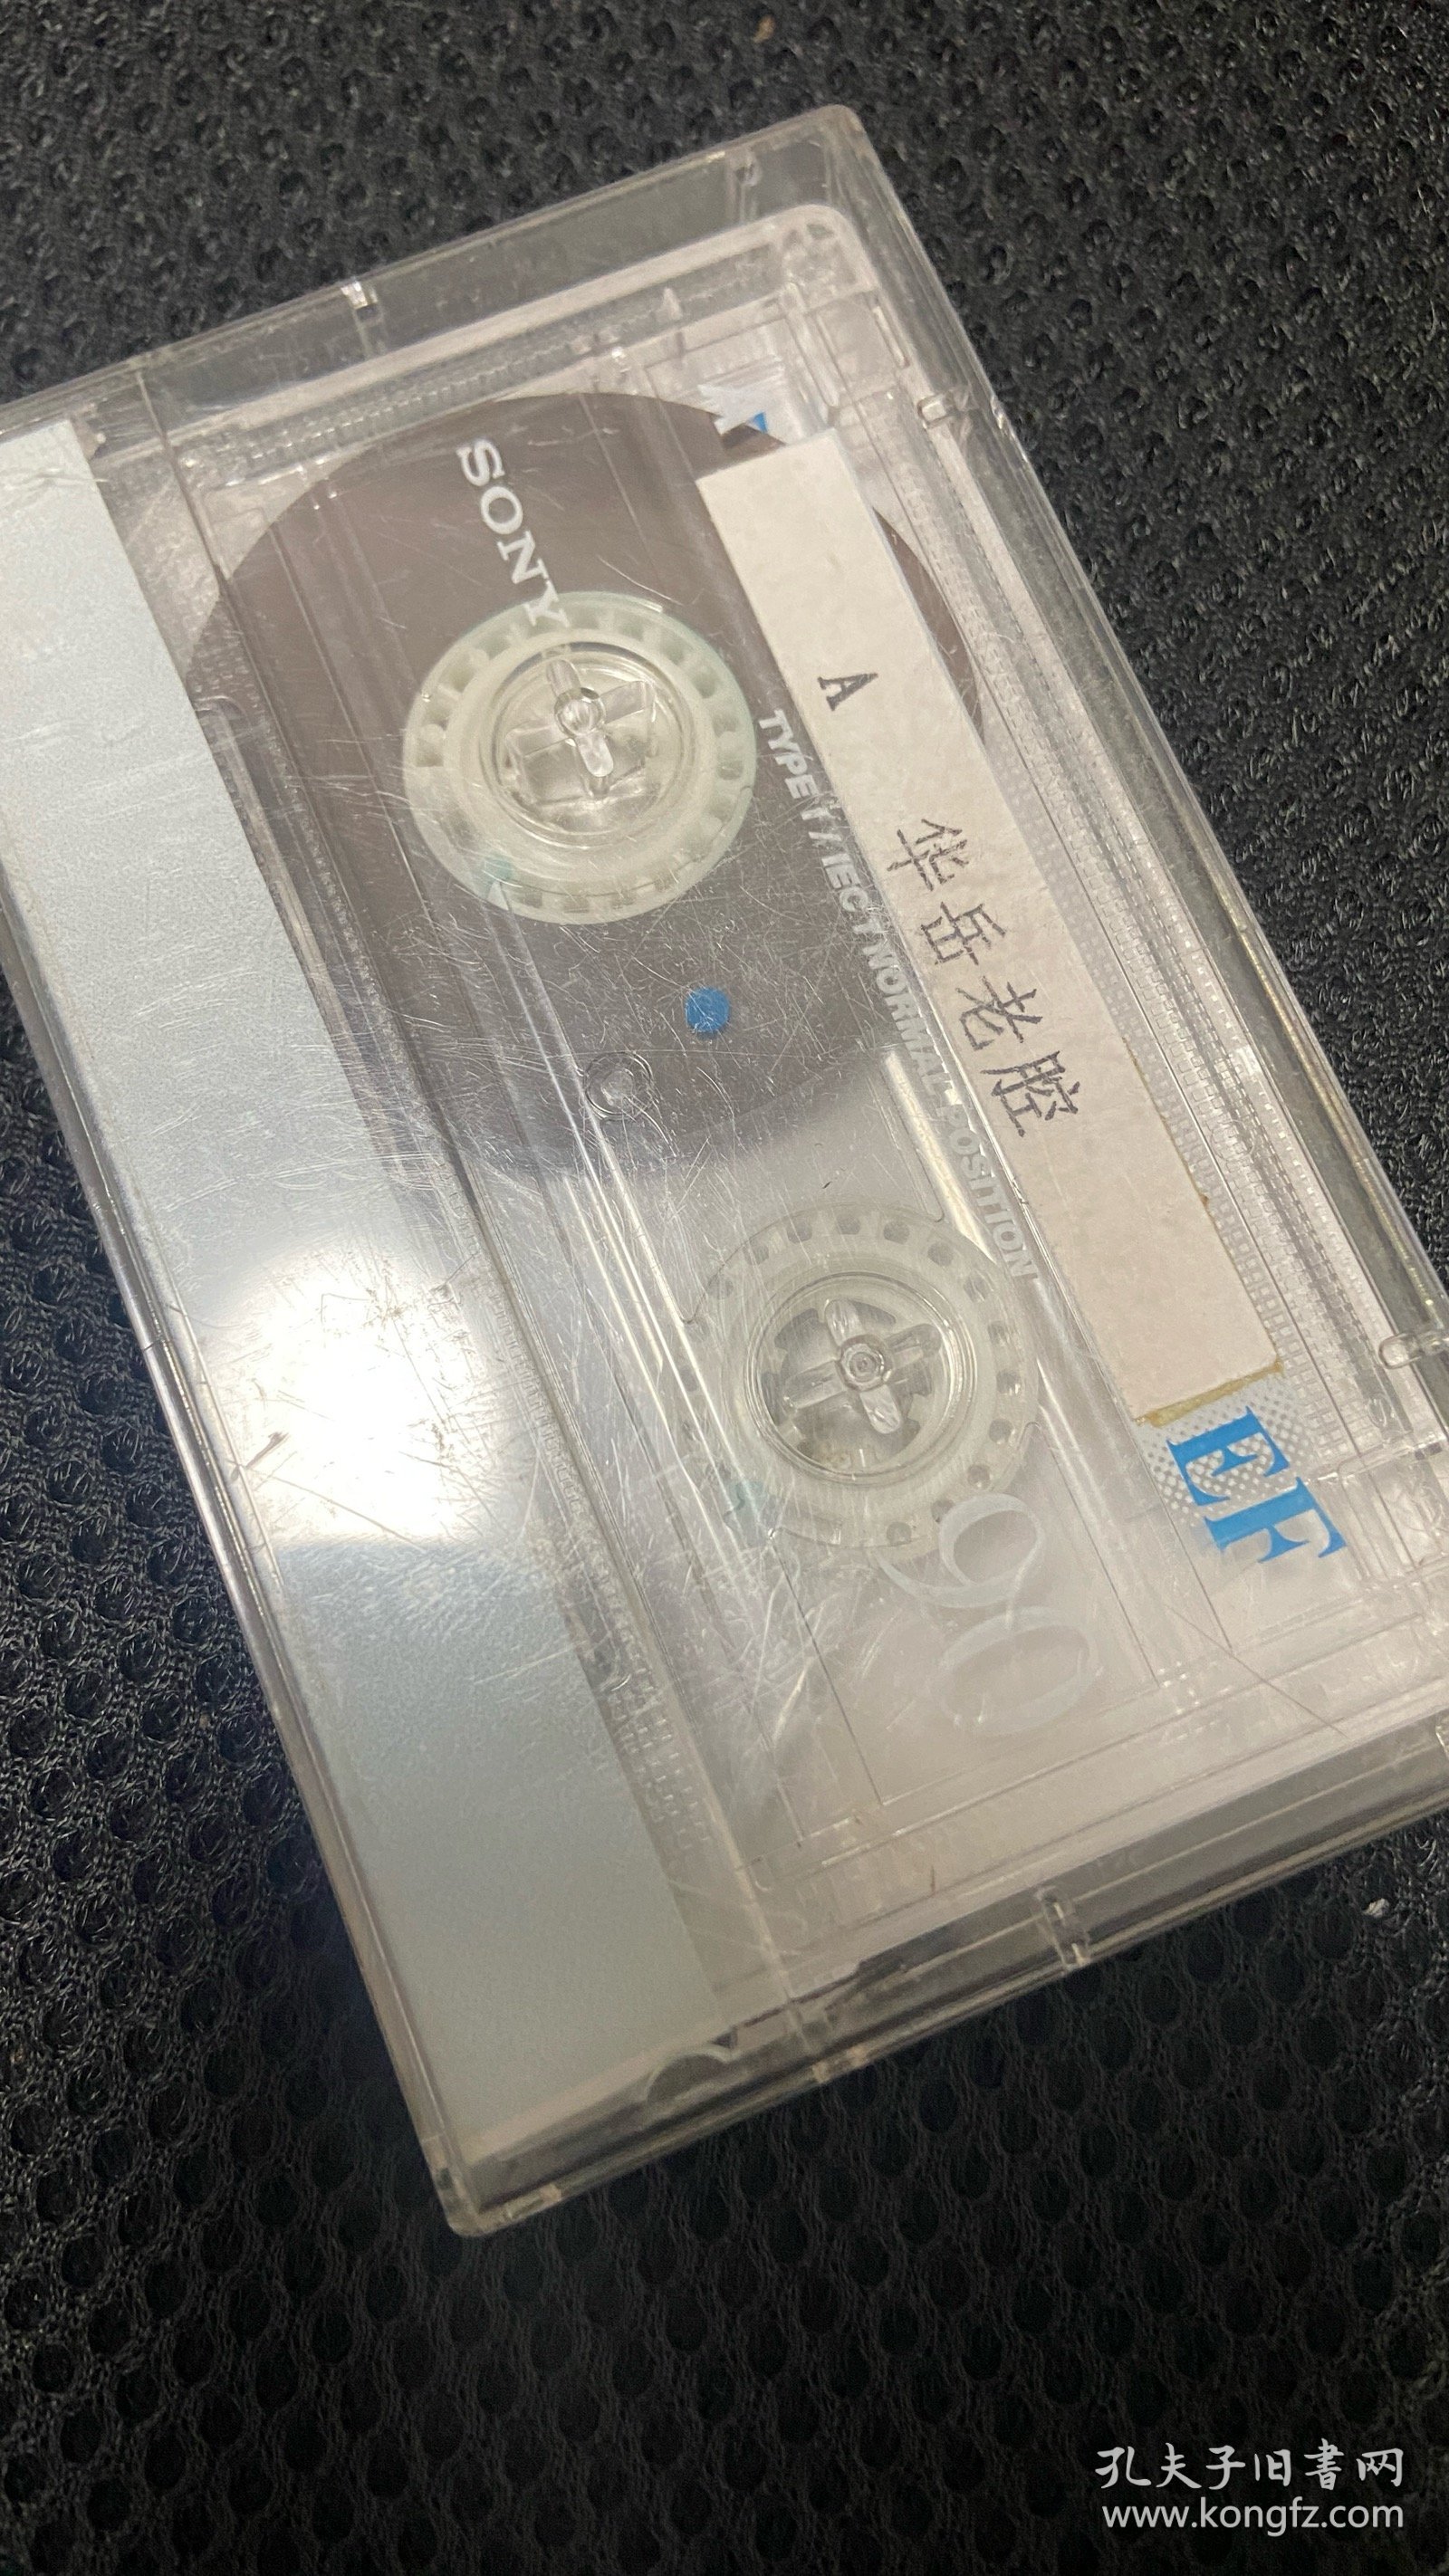 SONY
A 华岳老腔
TYPE I / IEC I NORMAL POSITION
EF
90
孔夫子旧書网
www.kongfz.com